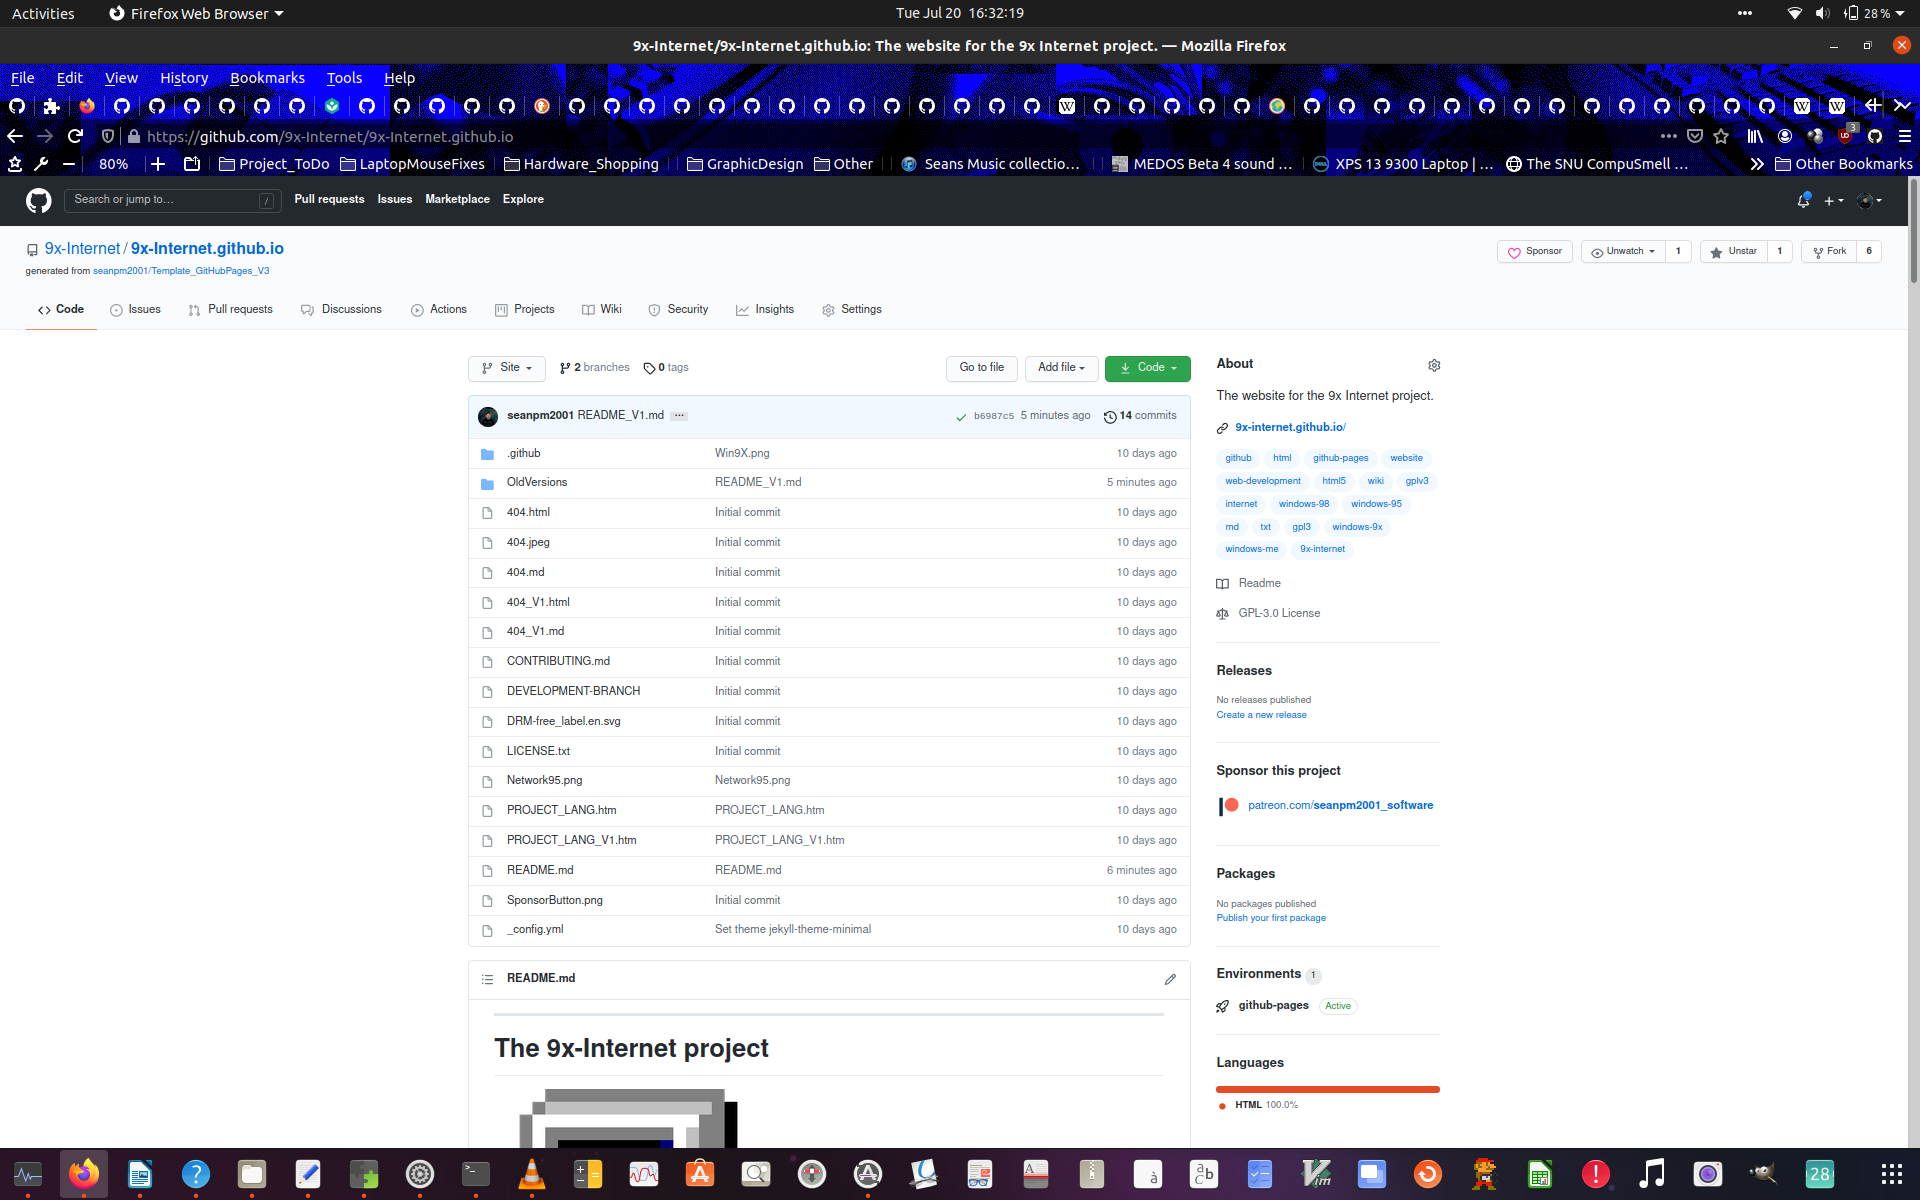 Activities Firefox Web Browser Tue Jul 20 16:32:19 28 %
9x-Internet/9x-Internet.github.io: The website for the 9x Internet project. — Mozilla Firefox
File Edit View History Bookmarks Tools Help
https://github.com/9x-Internet/9x-Internet.github.io 3
80% Project_ToDo LaptopMouseFixes Hardware_Shopping GraphicDesign Other Seans Music collectio… MEDOS Beta 4 sound … XPS 13 9300 Laptop | … The SNU CompuSmell … Other Bookmarks
Search or jump to… / Pull requests Issues Marketplace Explore
9x-Internet / 9x-Internet.github.io Sponsor Unwatch 1 Unstar 1 Fork 6
generated from seanpm2001/Template_GitHubPages_V3
Code Issues Pull requests Discussions Actions Projects Wiki Security Insights Settings
Site 2 branches 0 tags Go to file Add file Code
seanpm2001 README_V1.md ··· b6987c5 5 minutes ago 14 commits
.github Win9X.png 10 days ago
OldVersions README_V1.md 5 minutes ago
404.html Initial commit 10 days ago
404.jpeg Initial commit 10 days ago
404.md Initial commit 10 days ago
404_V1.html Initial commit 10 days ago
404_V1.md Initial commit 10 days ago
CONTRIBUTING.md Initial commit 10 days ago
DEVELOPMENT-BRANCH Initial commit 10 days ago
DRM-free_label.en.svg Initial commit 10 days ago
LICENSE.txt Initial commit 10 days ago
Network95.png Network95.png 10 days ago
PROJECT_LANG.htm PROJECT_LANG.htm 10 days ago
PROJECT_LANG_V1.htm PROJECT_LANG_V1.htm 10 days ago
README.md README.md 6 minutes ago
SponsorButton.png Initial commit 10 days ago
_config.yml Set theme jekyll-theme-minimal 10 days ago
README.md
The 9x-Internet project
About
The website for the 9x Internet project.
9x-internet.github.io/
github html github-pages website
web-development html5 wiki gplv3
internet windows-98 windows-95
md txt gpl3 windows-9x
windows-me 9x-internet
Readme
GPL-3.0 License
Releases
No releases published
Create a new release
Sponsor this project
patreon.com/seanpm2001_software
Packages
No packages published
Publish your first package
Environments 1
github-pages Active
Languages
HTML 100.0%
28